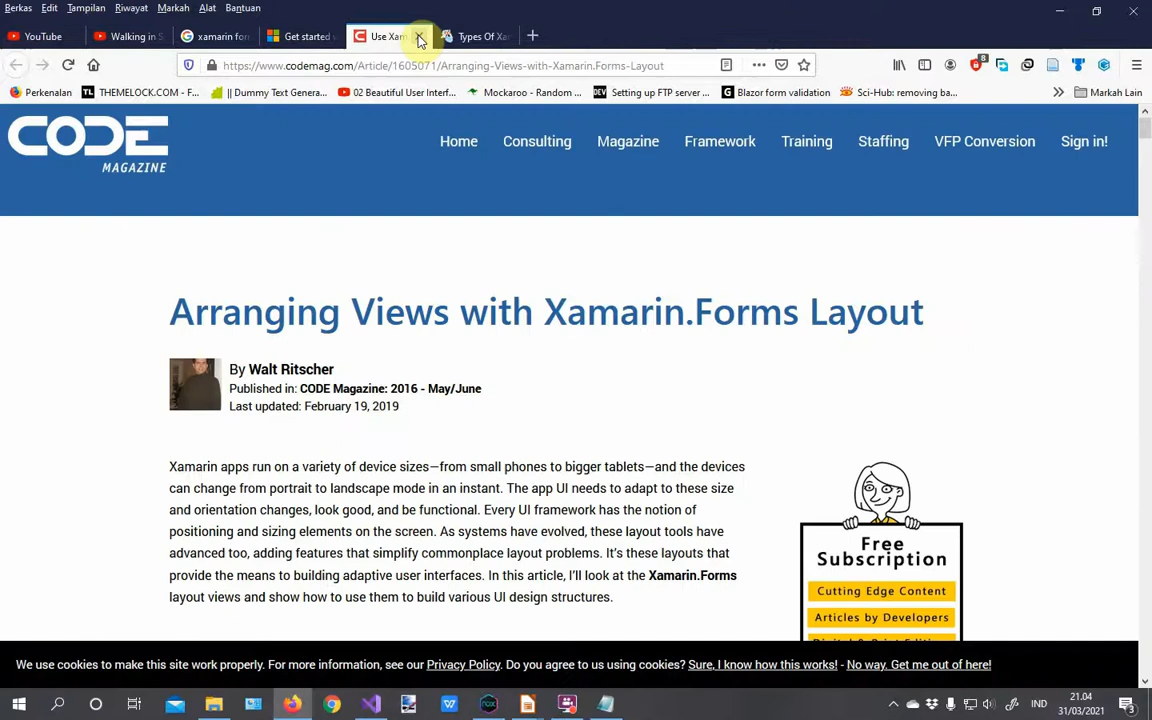 Berkas Edit Tampilan Riwayat Markah Alat Bantuan
YouTube Walking in S xamarin for Get started Use Xam Types Of Xa
https://www.codemag.com/Article/1605071/Arranging-Views-with-Xamarin.Forms-Layout
8
Perkenalan THEMELOCK.COM - F... || Dummy Text Genera... 02 Beautiful User Interf... Mockaroo - Random ... Setting up FTP server ... Blazor form validation Sci-Hub: removing ba... Markah Lain
CODE
MAGAZINE
Home Consulting Magazine Framework Training Staffing VFP Conversion Sign in!
Arranging Views with Xamarin.Forms Layout
By Walt Ritscher
Published in: CODE Magazine: 2016 - May/June
Last updated: February 19, 2019
Xamarin apps run on a variety of device sizes—from small phones to bigger tablets—and the devices
can change from portrait to landscape mode in an instant. The app UI needs to adapt to these size
and orientation changes, look good, and be functional. Every UI framework has the notion of
positioning and sizing elements on the screen. As systems have evolved, these layout tools have
advanced too, adding features that simplify commonplace layout problems. It's these layouts that
provide the means to building adaptive user interfaces. In this article, I'll look at the Xamarin.Forms
layout views and show how to use them to build various UI design structures.
Free
Subscription
Cutting Edge Content
Articles by Developers
We use cookies to make this site work properly. For more information, see our Privacy Policy. Do you agree to us using cookies? Sure, I know how this works! - No way. Get me out of here!
IND
21.04
31/03/2021
3